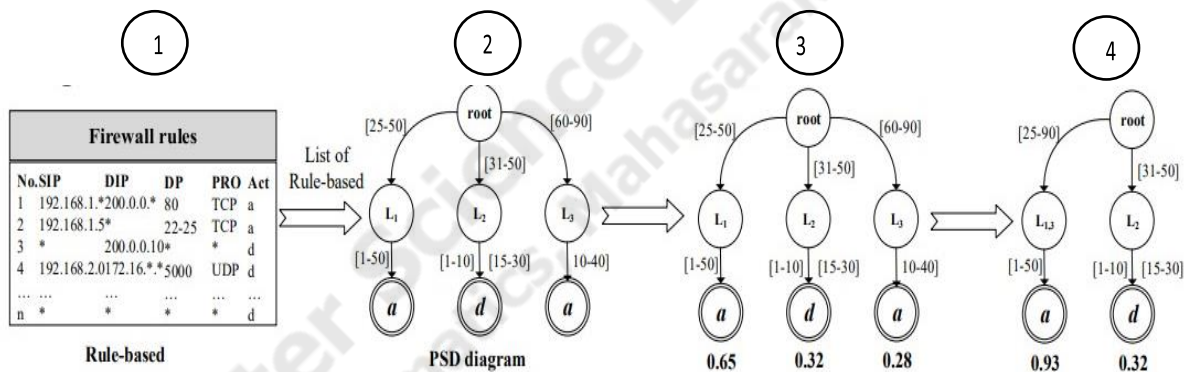 1
2
3
4
Firewall rules
No.SIP DIP DP PRO Act
1 192.168.1.*200.0.0.* 80 TCP a
2 192.168.1.5* 22-25 TCP a
3 * 200.0.0.10* * d
4 192.168.2.0172.16.*.*5000 UDP d
... ... ... ... ... ...
n * * * * d
Rule-based
List of
Rule-based
root
[25-50] [60-90]
[31-50]
L1 L2 L3
[1-50] [1-10] [15-30] 10-40]
a d a
PSD diagram
root
[25-50] [60-90]
[31-50]
L1 L2 L3
[1-50] [1-10] [15-30] 10-40]
a d a
0.65 0.32 0.28
root
[25-90]
[31-50]
L1,3 L2
[1-50] [1-10] [15-30]
a d
0.93 0.32